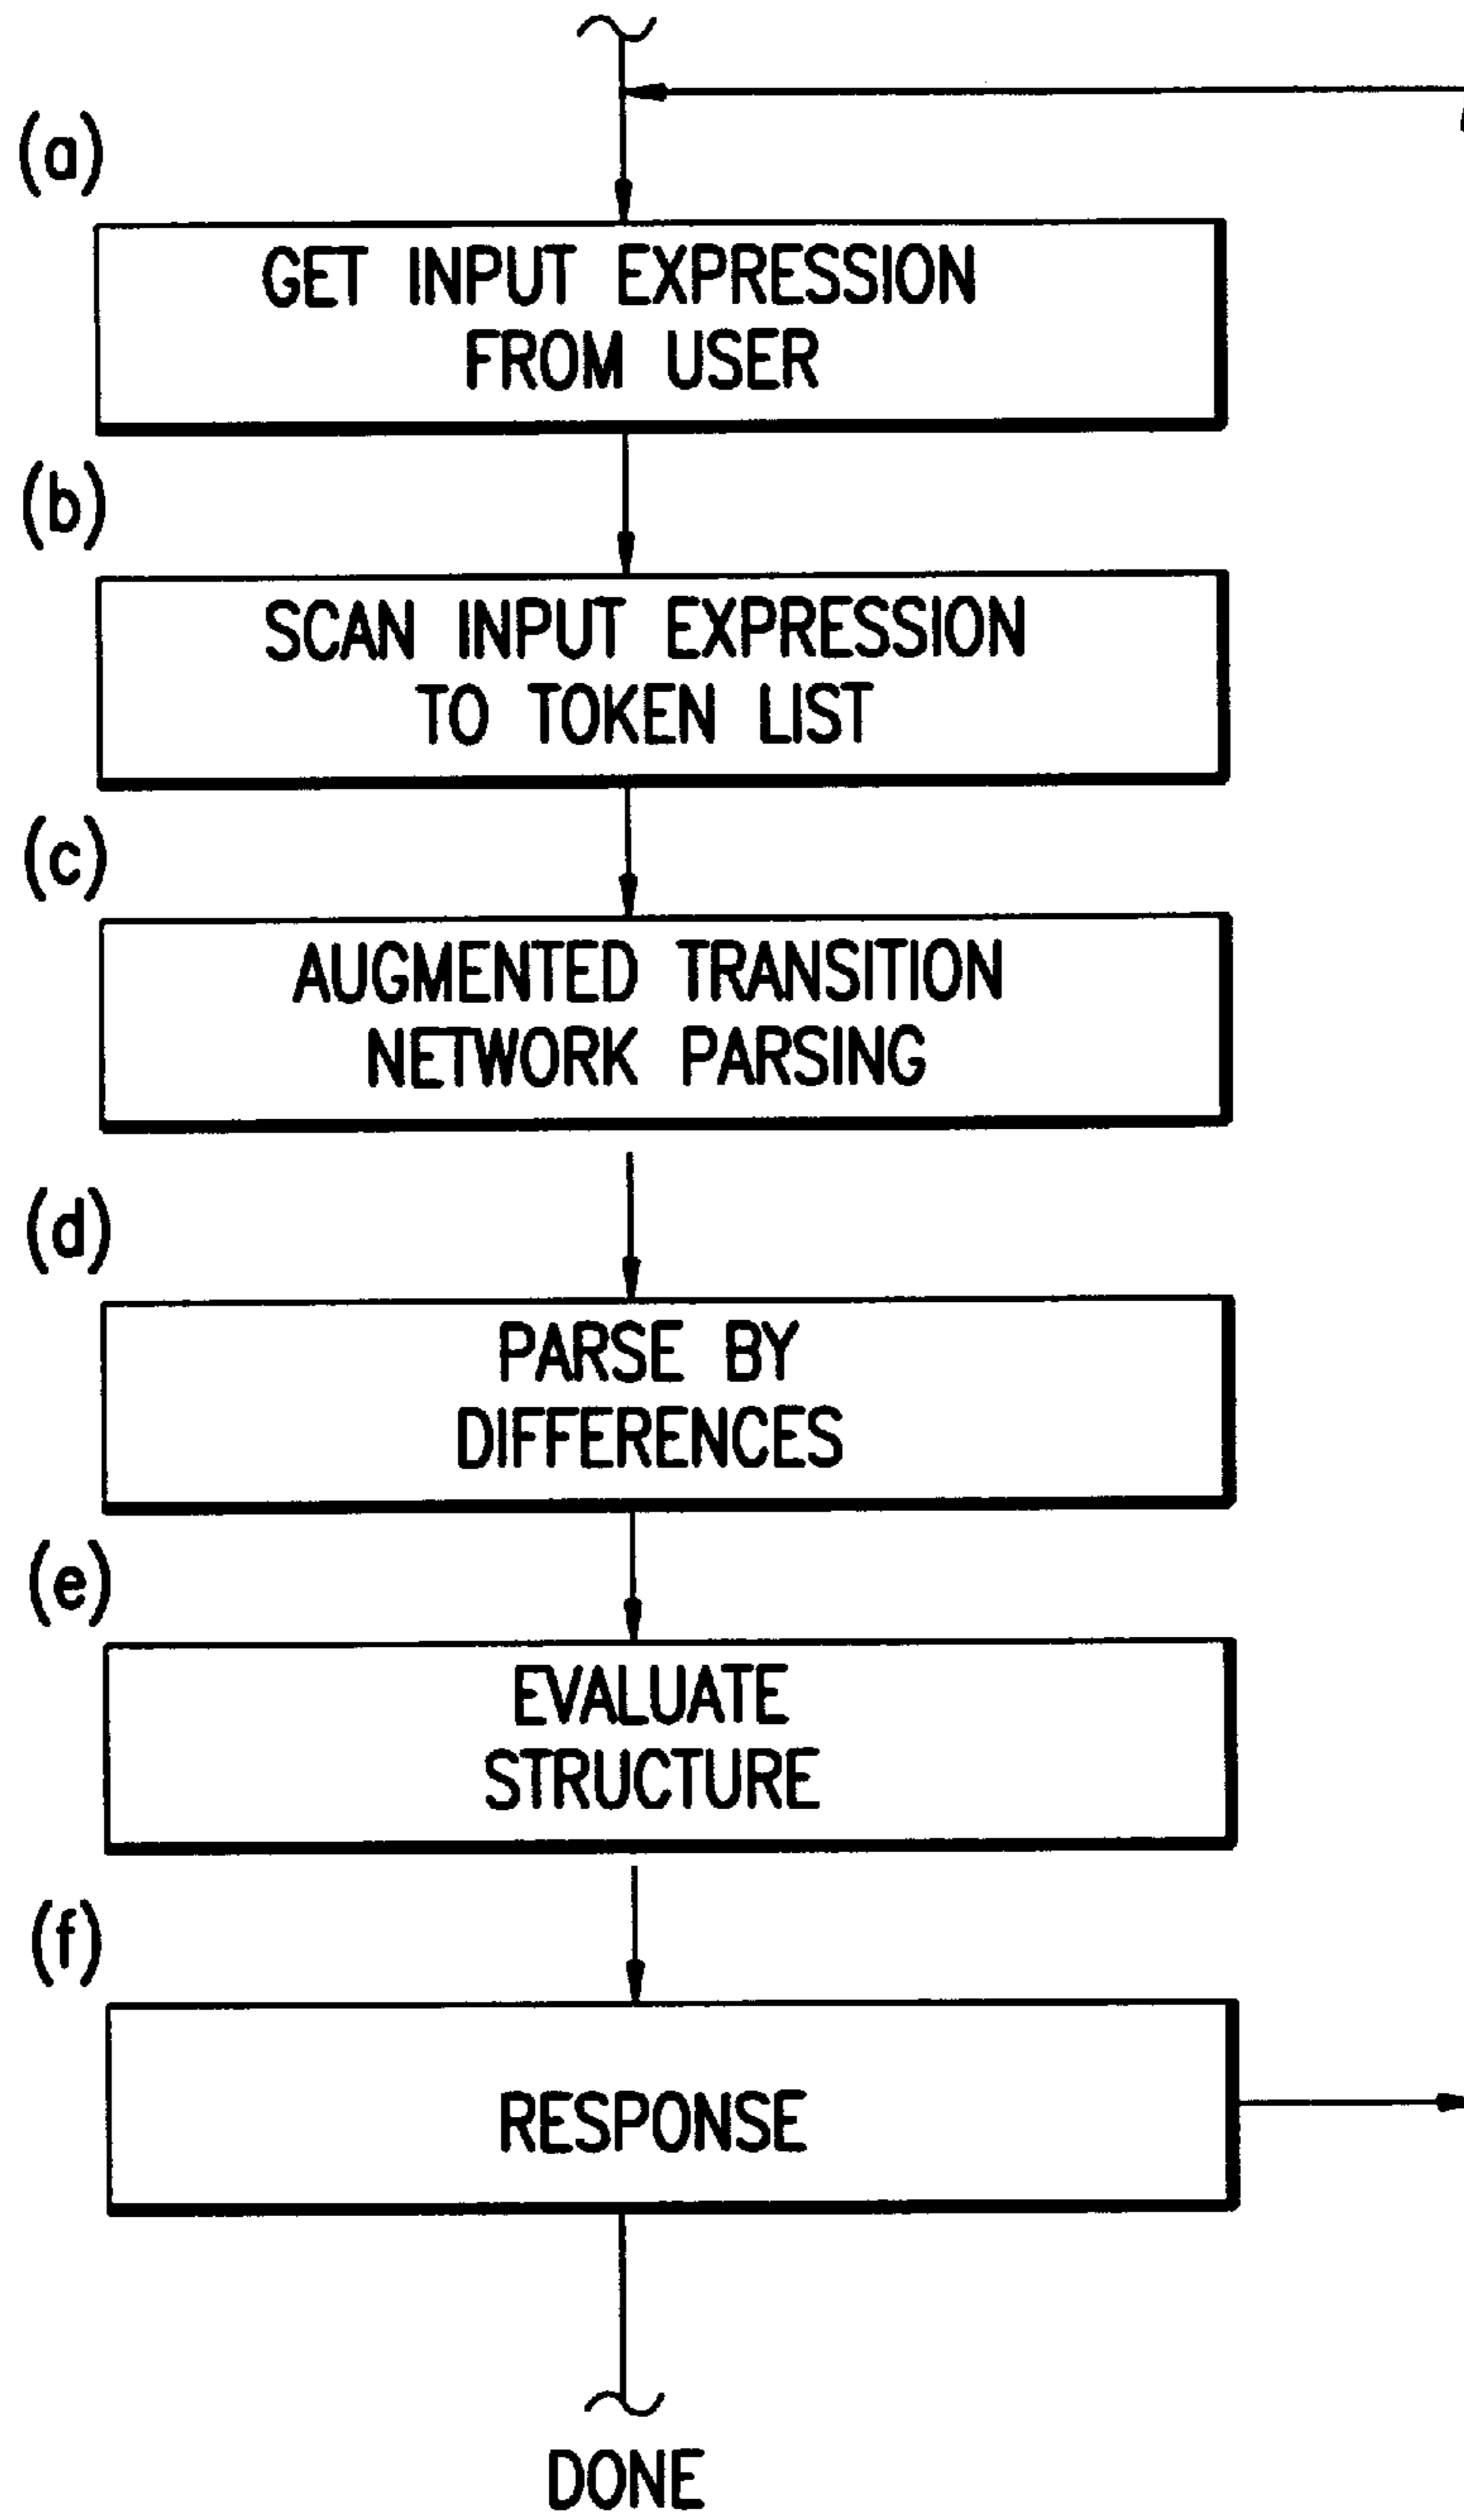 (a)
GET INPUT EXPRESSION
FROM USER
(b)
SCAN INPUT EXPRESSION
TO TOKEN LIST
(c)
AUGMENTED TRANSITION
NETWORK PARSING
(d)
PARSE BY
DIFFERENCES
(e)
EVALUATE
STRUCTURE
(f)
RESPONSE
DONE